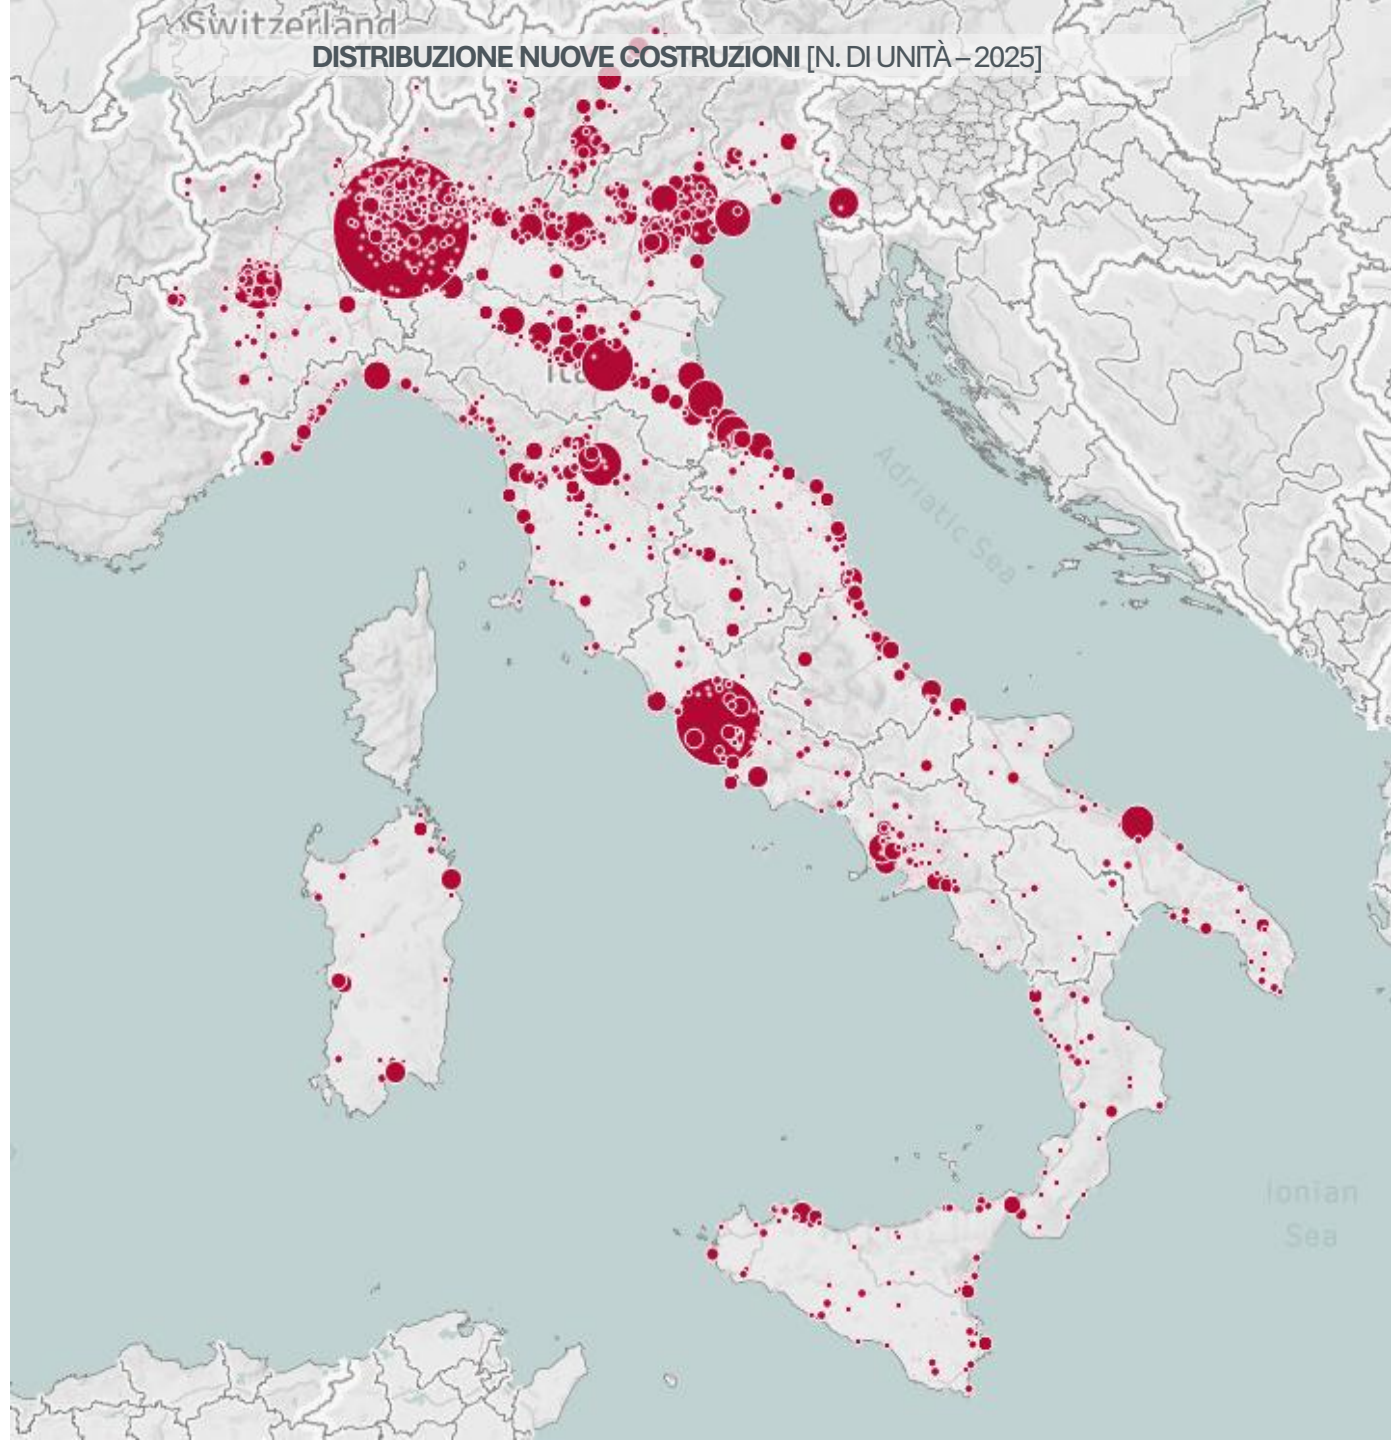 Switzerland
DISTRIBUZIONE NUOVE COSTRUZIONI [N. DI UNITÀ – 2025]
Adriatic Sea
Ionian
Sea